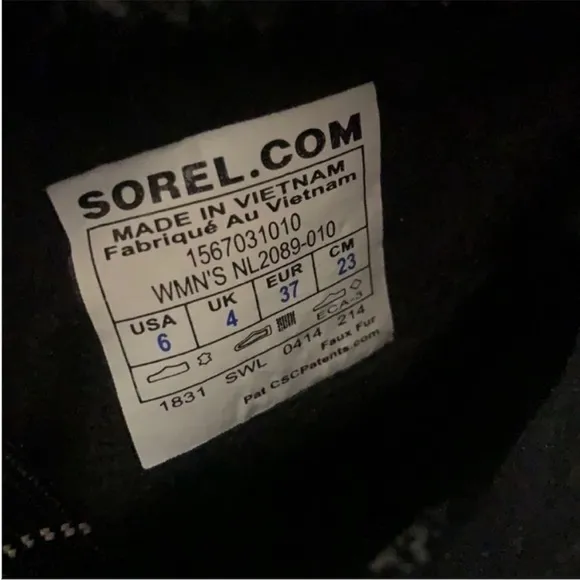 SOREL.COM
MADE IN VIETNAM
Fabriqué Au Vietnam
1567031010
WMN'S NL2089-010
USA UK EUR CM
6 4 37 23
ECA-3
1831 SWL 0414 214
Faux Fur
Pat CSCPatents.com